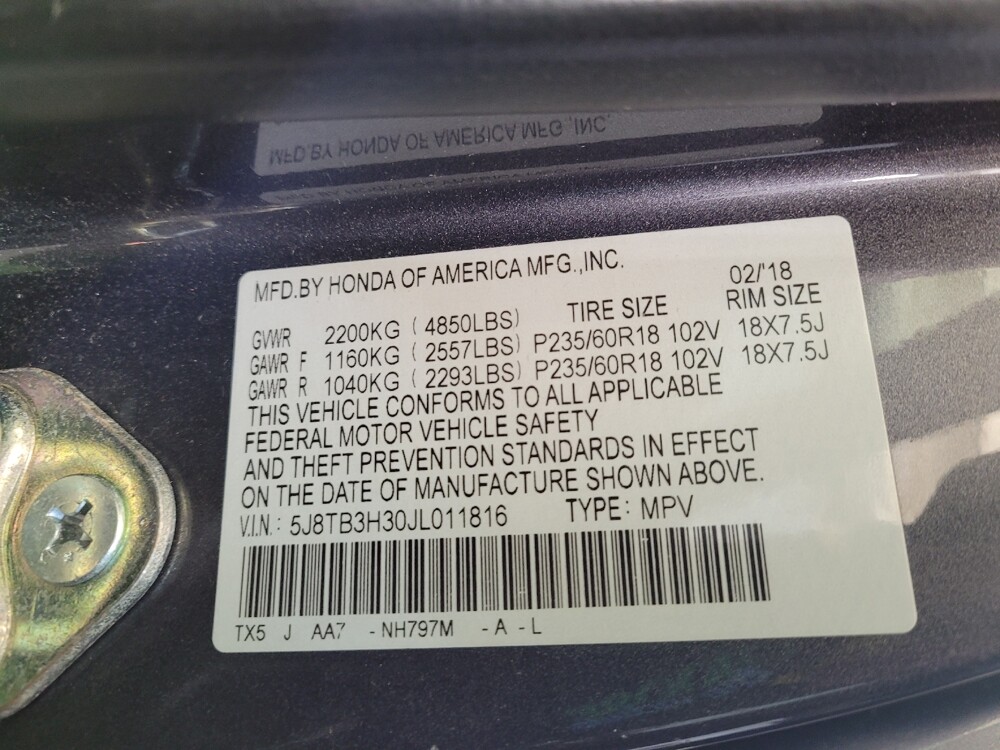 MFD.BY HONDA OF AMERICA MFG.,INC.
MFD.BY HONDA OF AMERICA MFG.,INC. 02/'18
GVWR 2200KG ( 4850LBS) TIRE SIZE RIM SIZE
GAWR F 1160KG ( 2557LBS) P235/60R18 102V 18X7.5J
GAWR R 1040KG ( 2293LBS) P235/60R18 102V 18X7.5J
THIS VEHICLE CONFORMS TO ALL APPLICABLE
FEDERAL MOTOR VEHICLE SAFETY
AND THEFT PREVENTION STANDARDS IN EFFECT
ON THE DATE OF MANUFACTURE SHOWN ABOVE.
V.I.N.: 5J8TB3H30JL011816 TYPE: MPV
TX5 J AA7 -NH797M -A -L